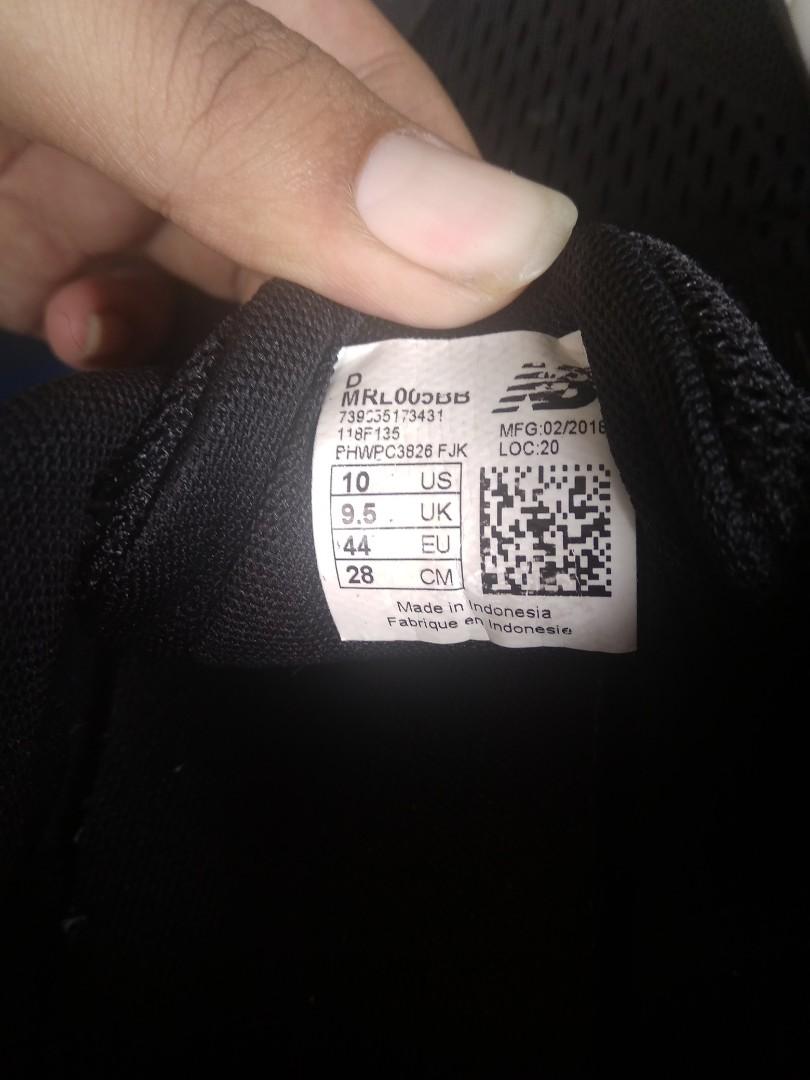 D
MRL005BB
118F135
PHWPC3826 FJK
MFG:02/2018
LOC:20
10 US
9.5 UK
44 EU
28 CM
Made in Indonesia
Fabrique en Indonesie